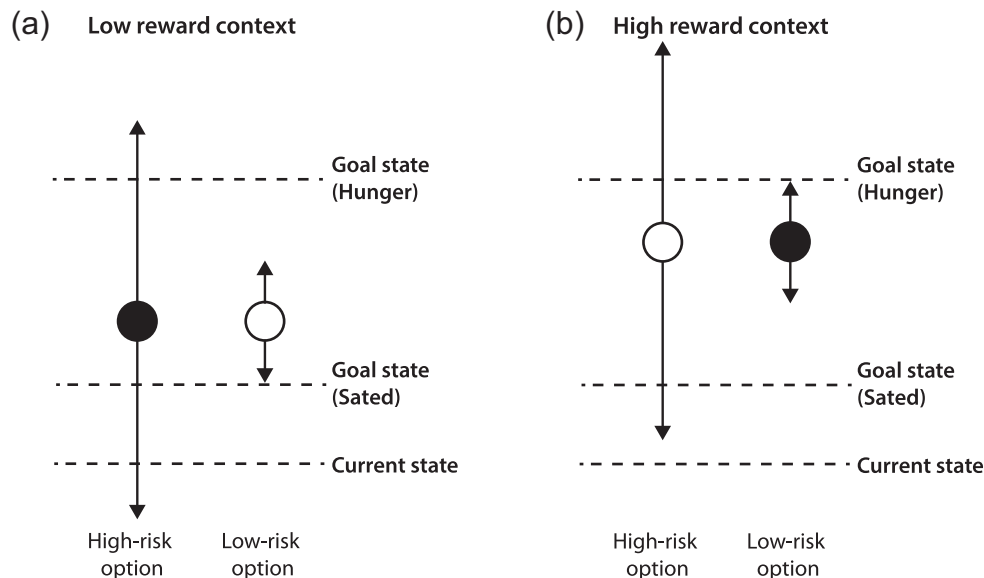 (a) Low reward context
Goal state
(Hunger)
Goal state
(Sated)
Current state
High-risk
option
Low-risk
option
(b) High reward context
Goal state
(Hunger)
Goal state
(Sated)
Current state
High-risk
option
Low-risk
option